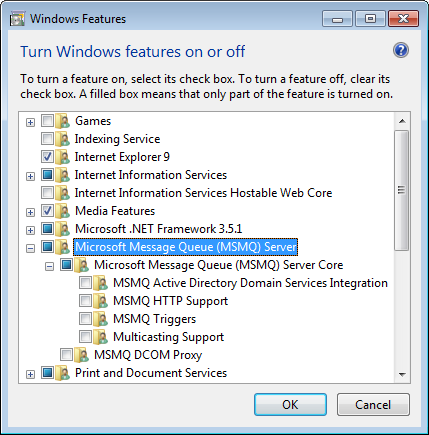 Windows Features
Turn Windows features on or off
To turn a feature on, select its check box. To turn a feature off, clear its
check box. A filled box means that only part of the feature is turned on.
Games
Indexing Service
Internet Explorer 9
Internet Information Services
Internet Information Services Hostable Web Core
Media Features
Microsoft .NET Framework 3.5.1
Microsoft Message Queue (MSMQ) Server
Microsoft Message Queue (MSMQ) Server Core
MSMQ Active Directory Domain Services Integration
MSMQ HTTP Support
MSMQ Triggers
Multicasting Support
MSMQ DCOM Proxy
Print and Document Services
OK
Cancel